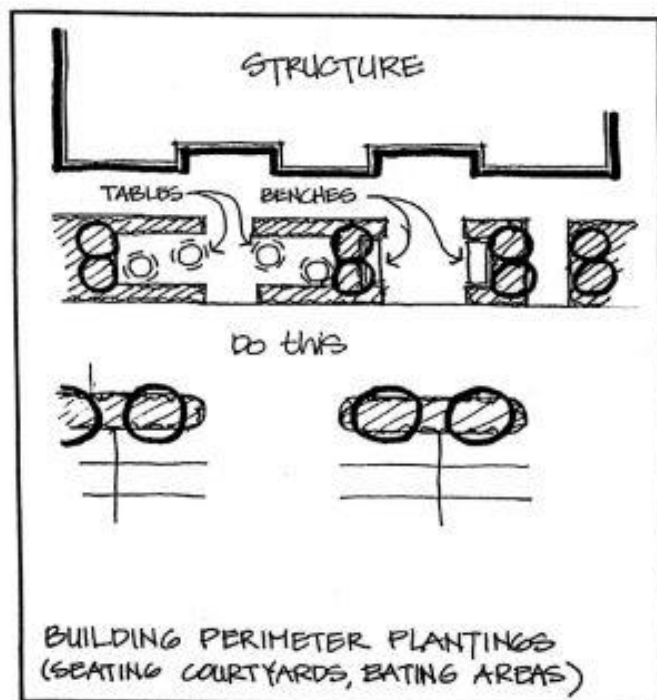 STRUCTURE
TABLES BENCHES
Do this
BUILDING PERIMETER PLANTINGS
(SEATING COURTYARDS, EATING AREAS)